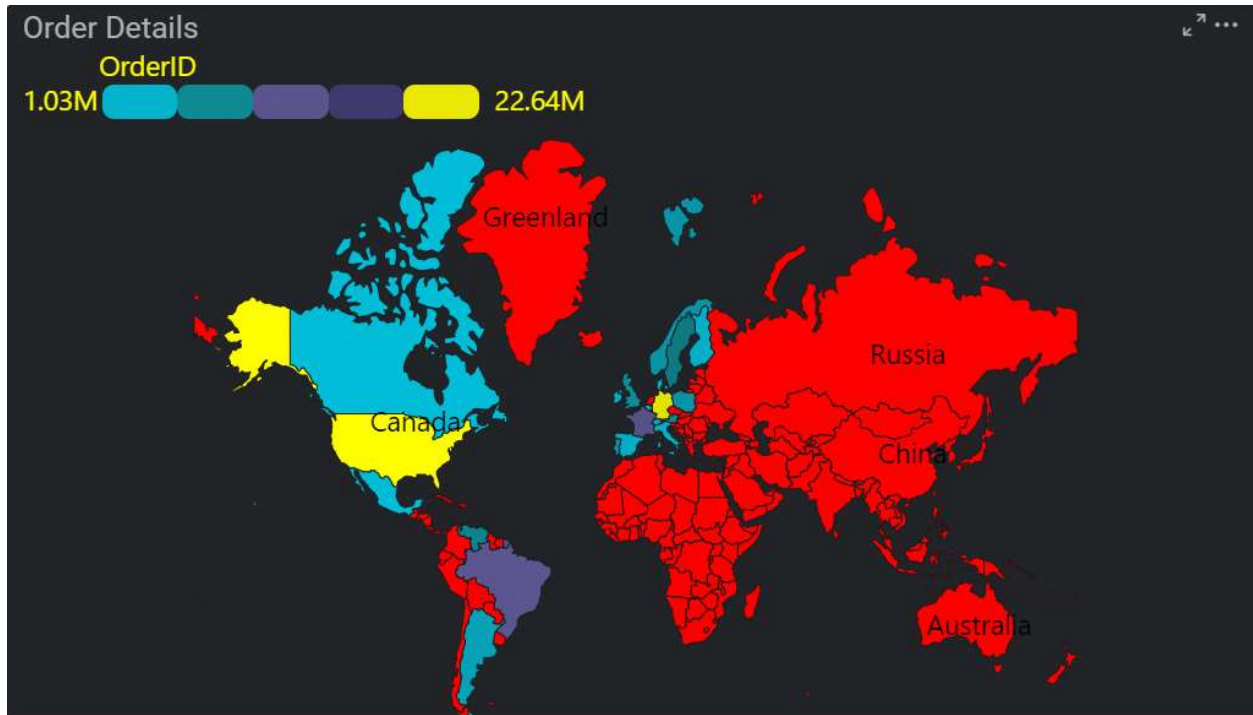 Order Details
OrderID
1.03M 22.64M
Greenland
Russia
Canada
China
Australia